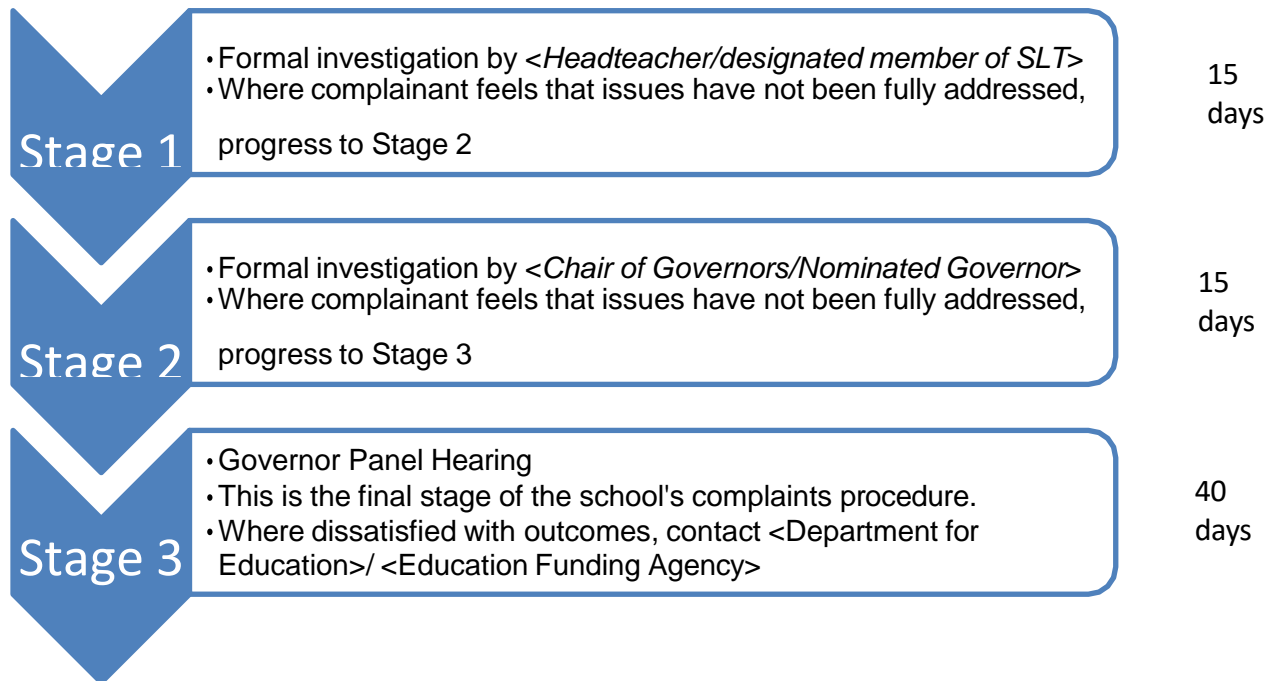 • Formal investigation by <Headteacher/designated member of SLT>
• Where complainant feels that issues have not been fully addressed,
progress to Stage 2
Stage 1
15
days
• Formal investigation by <Chair of Governors/Nominated Governor>
• Where complainant feels that issues have not been fully addressed,
progress to Stage 3
Stage 2
15
days
• Governor Panel Hearing
• This is the final stage of the school's complaints procedure.
• Where dissatisfied with outcomes, contact <Department for
Education>/ <Education Funding Agency>
Stage 3
40
days